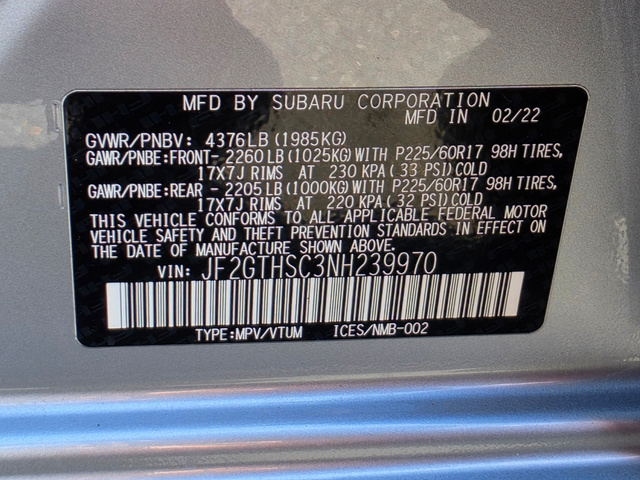 MFD BY SUBARU CORPORATION
MFD IN 02/22
GVWR/PNBV: 4376LB (1985KG)
GAWR/PNBE:FRONT- 2260LB(1025KG)WITH P225/60R17 98H TIRES,
17X7J RIMS AT 230 KPA ( 33 PSI) COLD
GAWR/PNBE:REAR - 2205LB(1000KG)WITH P225/60R17 98H TIRES,
17X7J RIMS AT 220 KPA ( 32 PSI) COLD
THIS VEHICLE CONFORMS TO ALL APPLICABLE FEDERAL MOTOR
VEHICLE SAFETY AND THEFT PREVENTION STANDARDS IN EFFECT ON
THE DATE OF MANUFACTURE SHOWN ABOVE.
VIN: JF2GTHSC3NH239970
TYPE:MPV/VTUM ICES/NMB-002